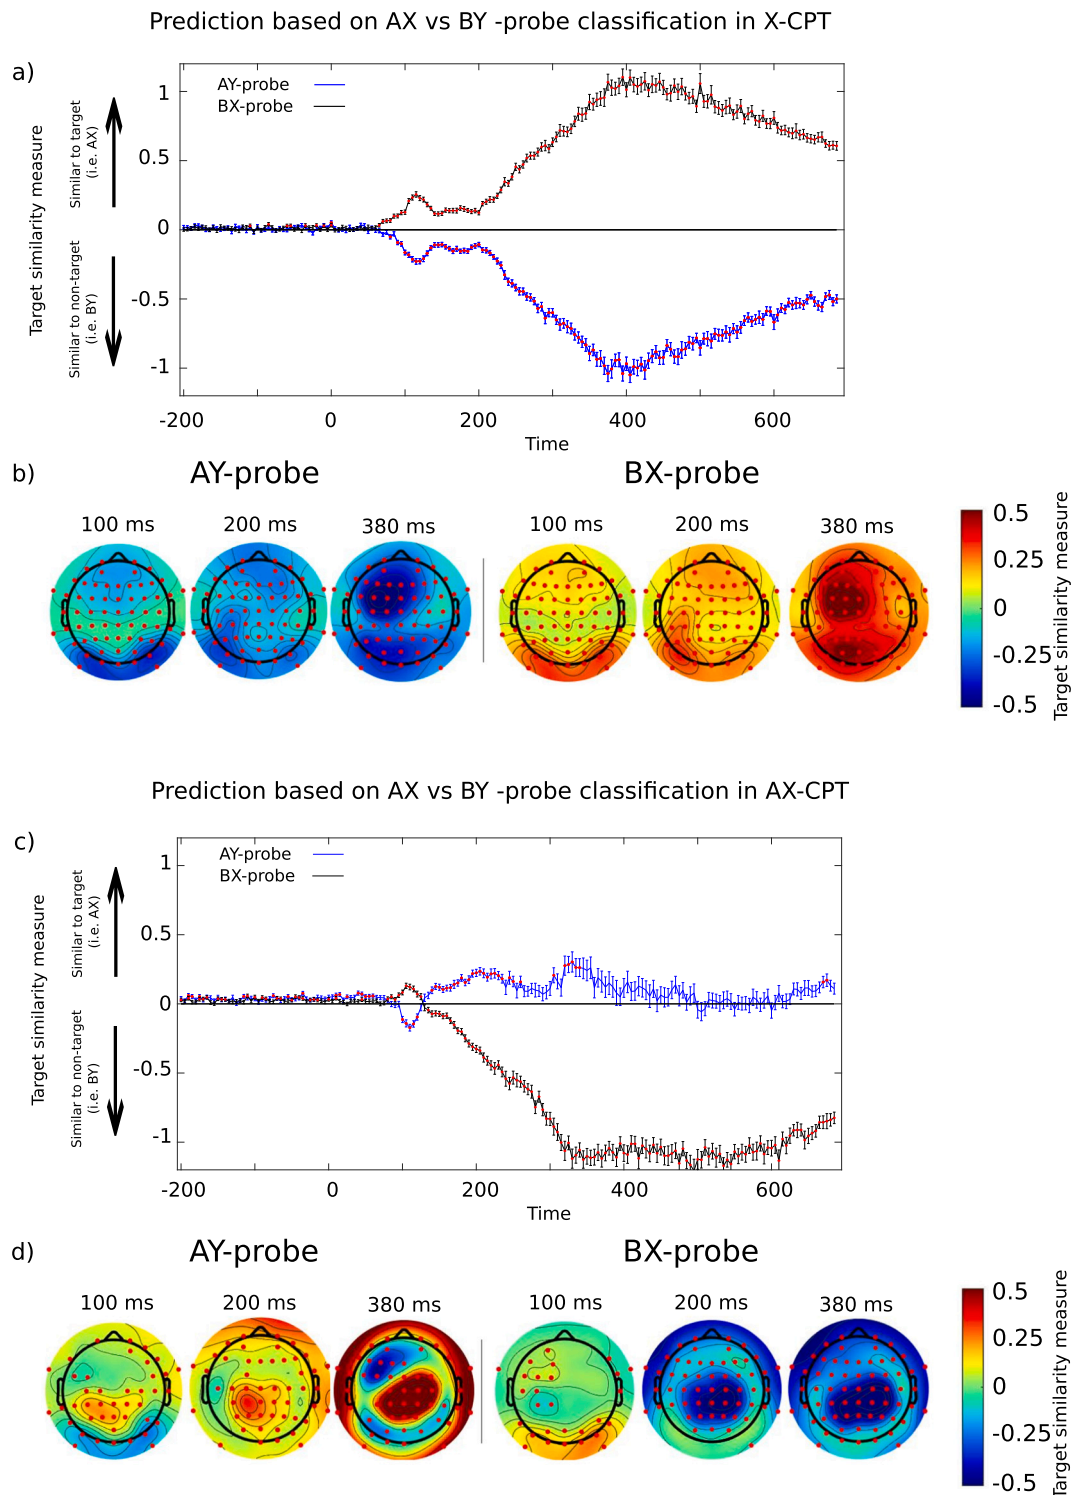 Prediction based on AX vs BY -probe classification in X-CPT
a)
AY-probe
BX-probe
Target similarity measure
Similar to target
(i.e. AX)
Similar to non-target
(i.e. BY)
1
0.5
0
-0.5
-1
-200 0 200 400 600
Time
b)
AY-probe BX-probe
100 ms 200 ms 380 ms 100 ms 200 ms 380 ms
0.5
0.25
0
-0.25
-0.5
Target similarity measure
Prediction based on AX vs BY -probe classification in AX-CPT
c)
AY-probe
BX-probe
Target similarity measure
Similar to target
(i.e. AX)
Similar to non-target
(i.e. BY)
1
0.5
0
-0.5
-1
-200 0 200 400 600
Time
d)
AY-probe BX-probe
100 ms 200 ms 380 ms 100 ms 200 ms 380 ms
0.5
0.25
0
-0.25
-0.5
Target similarity measure